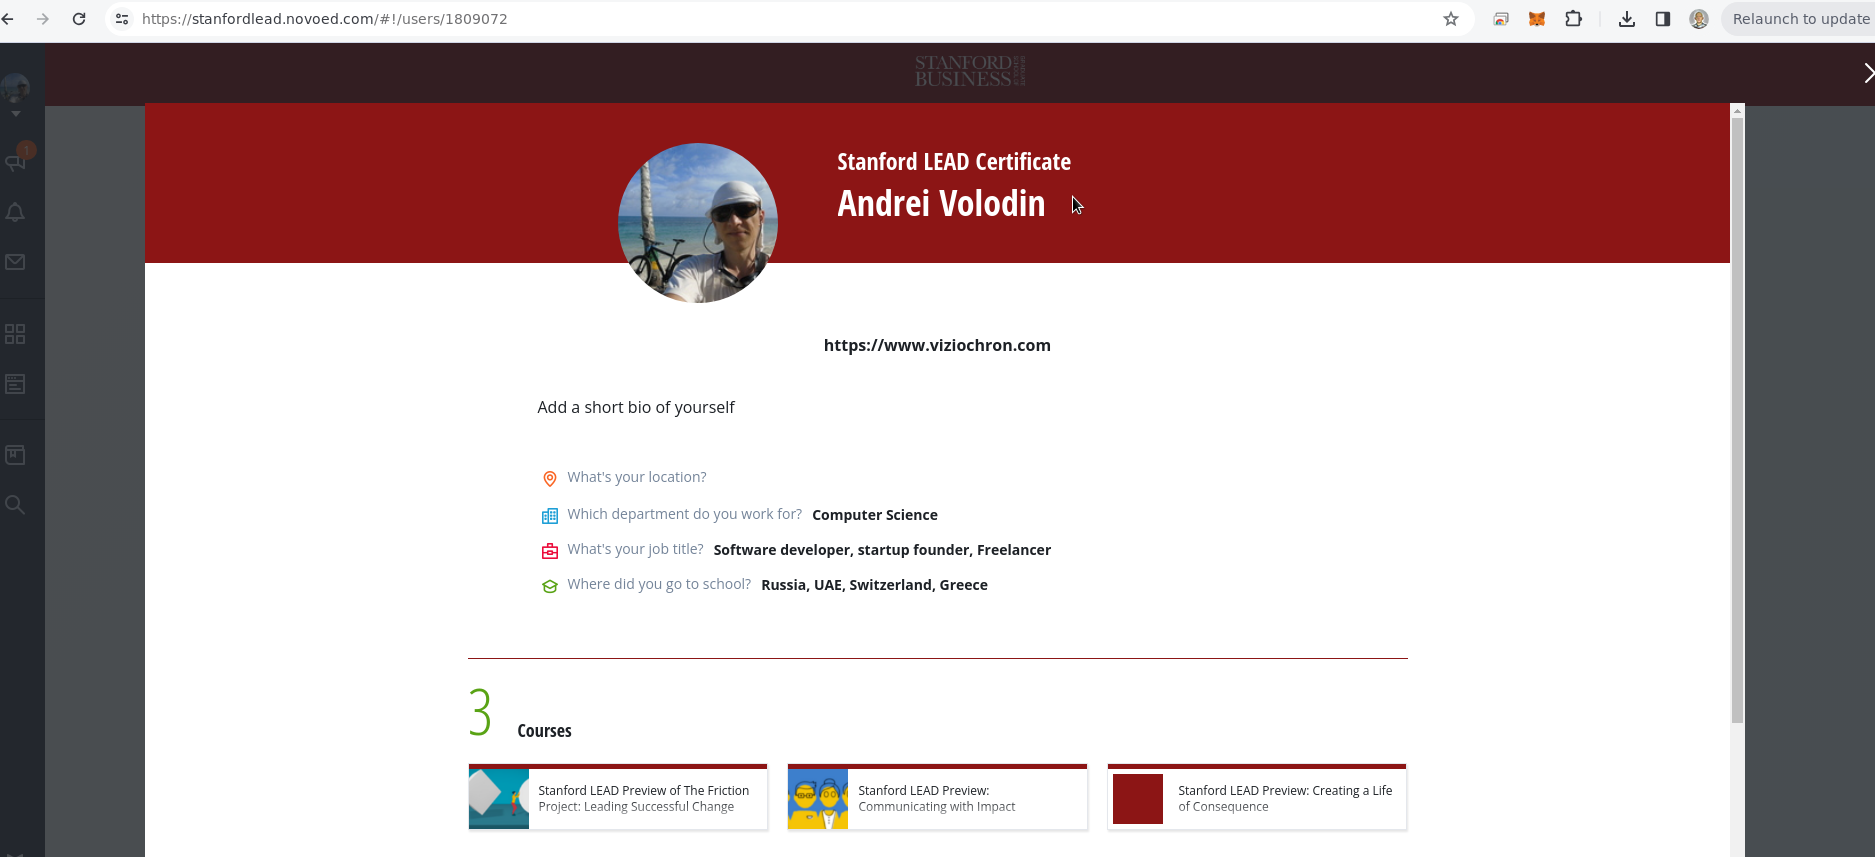 https://stanfordlead.novoed.com/#!/users/1809072
Relaunch to update
STANFORD
BUSINESS
1
Stanford LEAD Certificate
Andrei Volodin
https://www.viziochron.com
Add a short bio of yourself
What's your location?
Which department do you work for? Computer Science
What's your job title? Software developer, startup founder, Freelancer
Where did you go to school? Russia, UAE, Switzerland, Greece
3 Courses
Stanford LEAD Preview of The Friction
Project: Leading Successful Change
Stanford LEAD Preview:
Communicating with Impact
Stanford LEAD Preview: Creating a Life
of Consequence